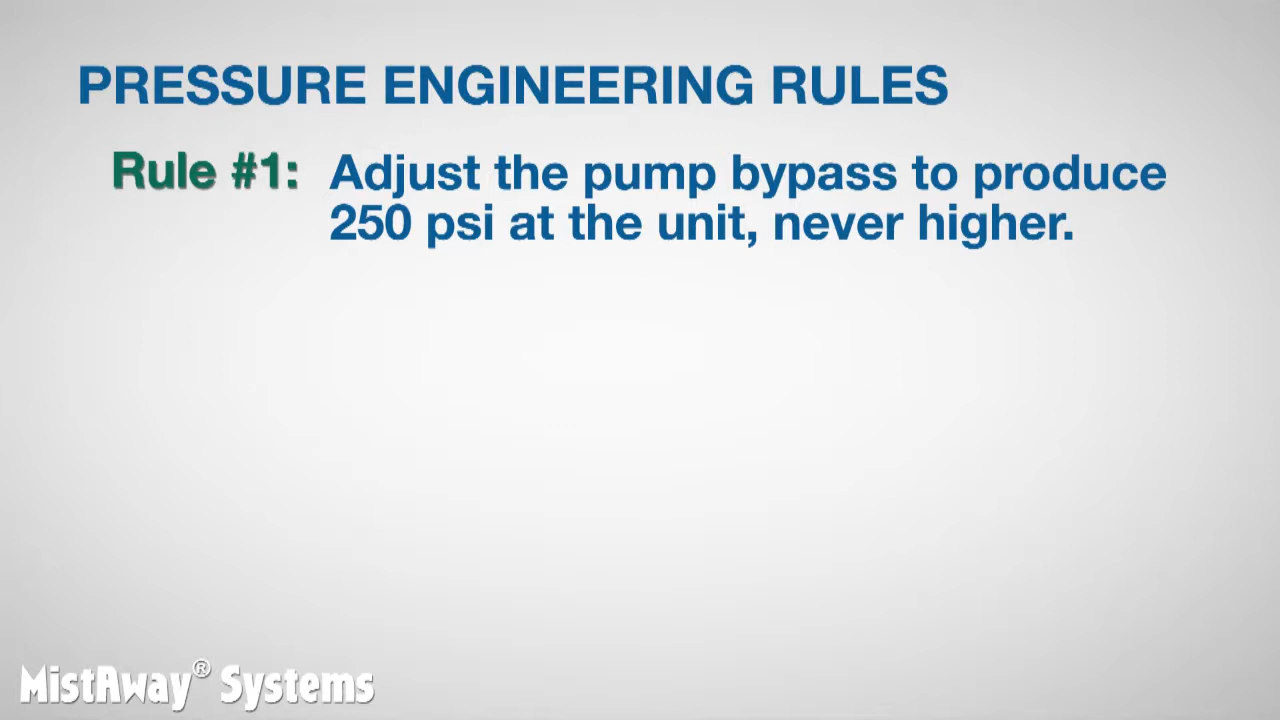 PRESSURE ENGINEERING RULES
Rule #1: Adjust the pump bypass to produce
250 psi at the unit, never higher.
MistAway® Systems